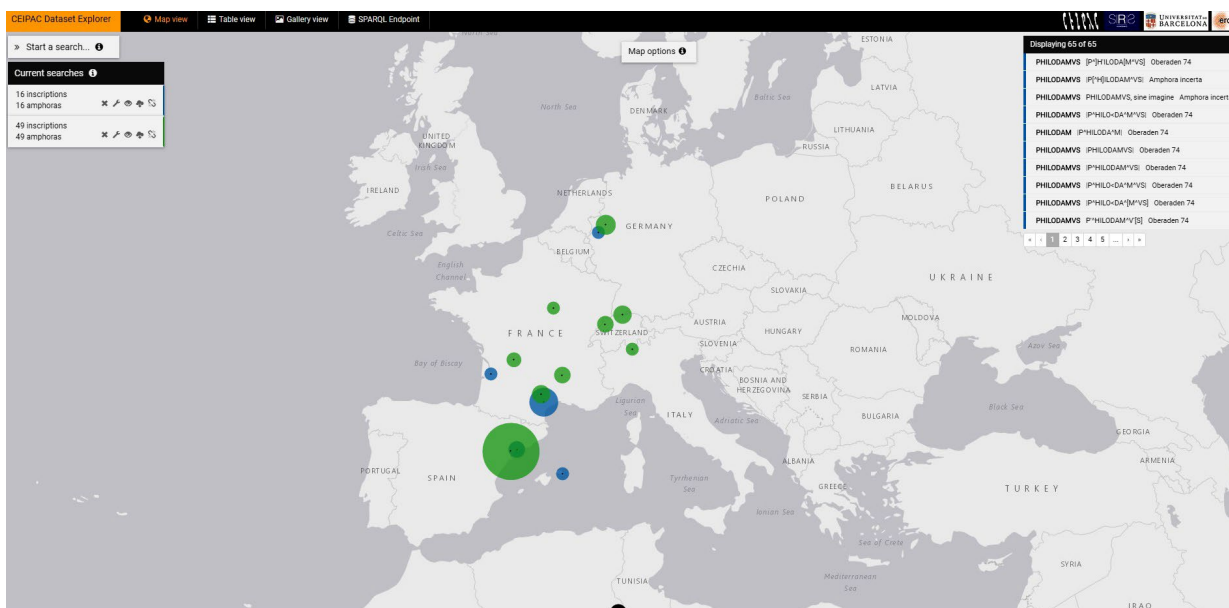 CEIPAC Dataset Explorer
Map view
Table view
Gallery view
SPARQL Endpoint
CEIPAC
SIRIS
UNIVERSITAT DE
BARCELONA
erc
» Start a search...
Map options
Current searches
16 inscriptions
16 amphoras
49 inscriptions
49 amphoras
Displaying 65 of 65
PHILODAMVS [P^]H'ILODA[M^VS] Oberaden 74
PHILODAMVS |P[^H]ILODAM^VS| Amphora incerta
PHILODAMVS PHILODAMVS, sine imagine Amphora incert
PHILODAMVS |P^HILO<DA^M^VS| Oberaden 74
PHILODAM |P^HILODA^M| Oberaden 74
PHILODAMVS |PHILODAMVS| Oberaden 74
PHILODAMVS |P^HILODAM^VS| Oberaden 74
PHILODAMVS |P^HILO<DA^M^VS| Oberaden 74
PHILODAMVS |P^HILO<DA^[M^VS] Oberaden 74
PHILODAMVS P'^HILODAM^V'[S] Oberaden 74
« ‹ 1 2 3 4 5 ... › »
North Sea
ESTONIA
LATVIA
Baltic Sea
North Sea
DENMARK
LITHUANIA
UNITED
KINGDOM
RUSSIA
Irish Sea
IRELAND
NETHERLANDS
BELARUS
POLAND
GERMANY
Celtic Sea
BELGIUM
English
Channel
CZECHIA
UKRAINE
SLOVAKIA
MOLDOVA
AUSTRIA
FRANCE
SWITZERLAND
HUNGARY
SLOVENIA
Azov Sea
ROMANIA
Bay of Biscay
CROATIA
BOSNIA AND
HERZEGOVINA
SERBIA
Ligurian
Sea
ITALY
Black Sea
BULGARIA
Adriatic Sea
GEORGIA
ALBANIA
ARMENIA
PORTUGAL
SPAIN
Tyrrhenian
Sea
GREECE
TURKEY
Ionian Sea
Sea of Crete
SYRIA
Mediterranean
Sea
TUNISIA
IRAQ